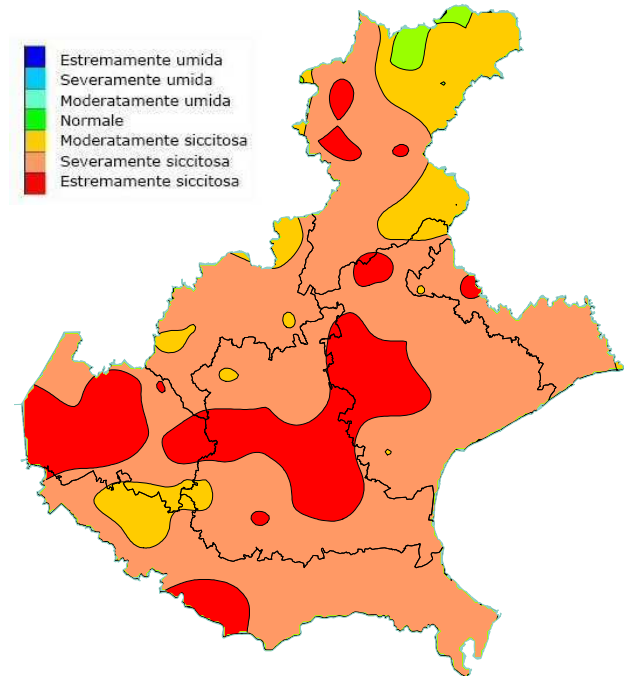 Estremamente umida
Severamente umida
Moderatamente umida
Normale
Moderatamente siccitosa
Severamente siccitosa
Estremamente siccitosa